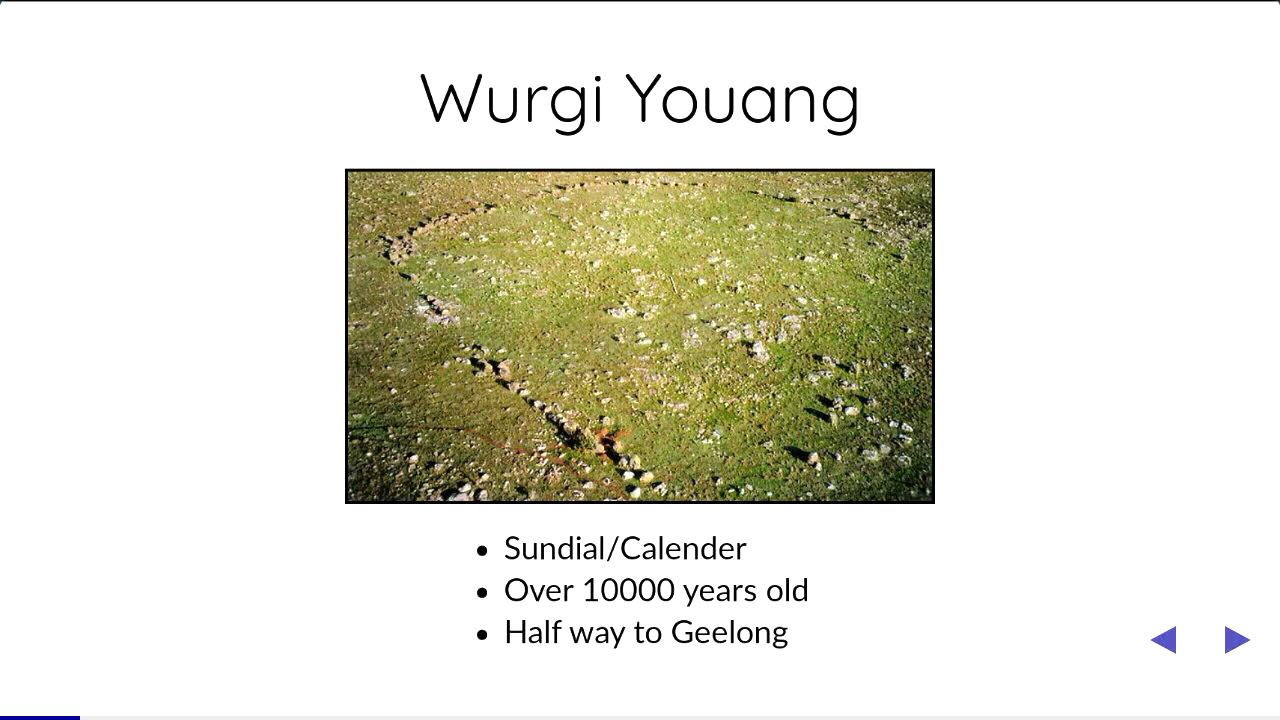 Wurgi Youang
Sundial/Calender
Over 10000 years old
Half way to Geelong